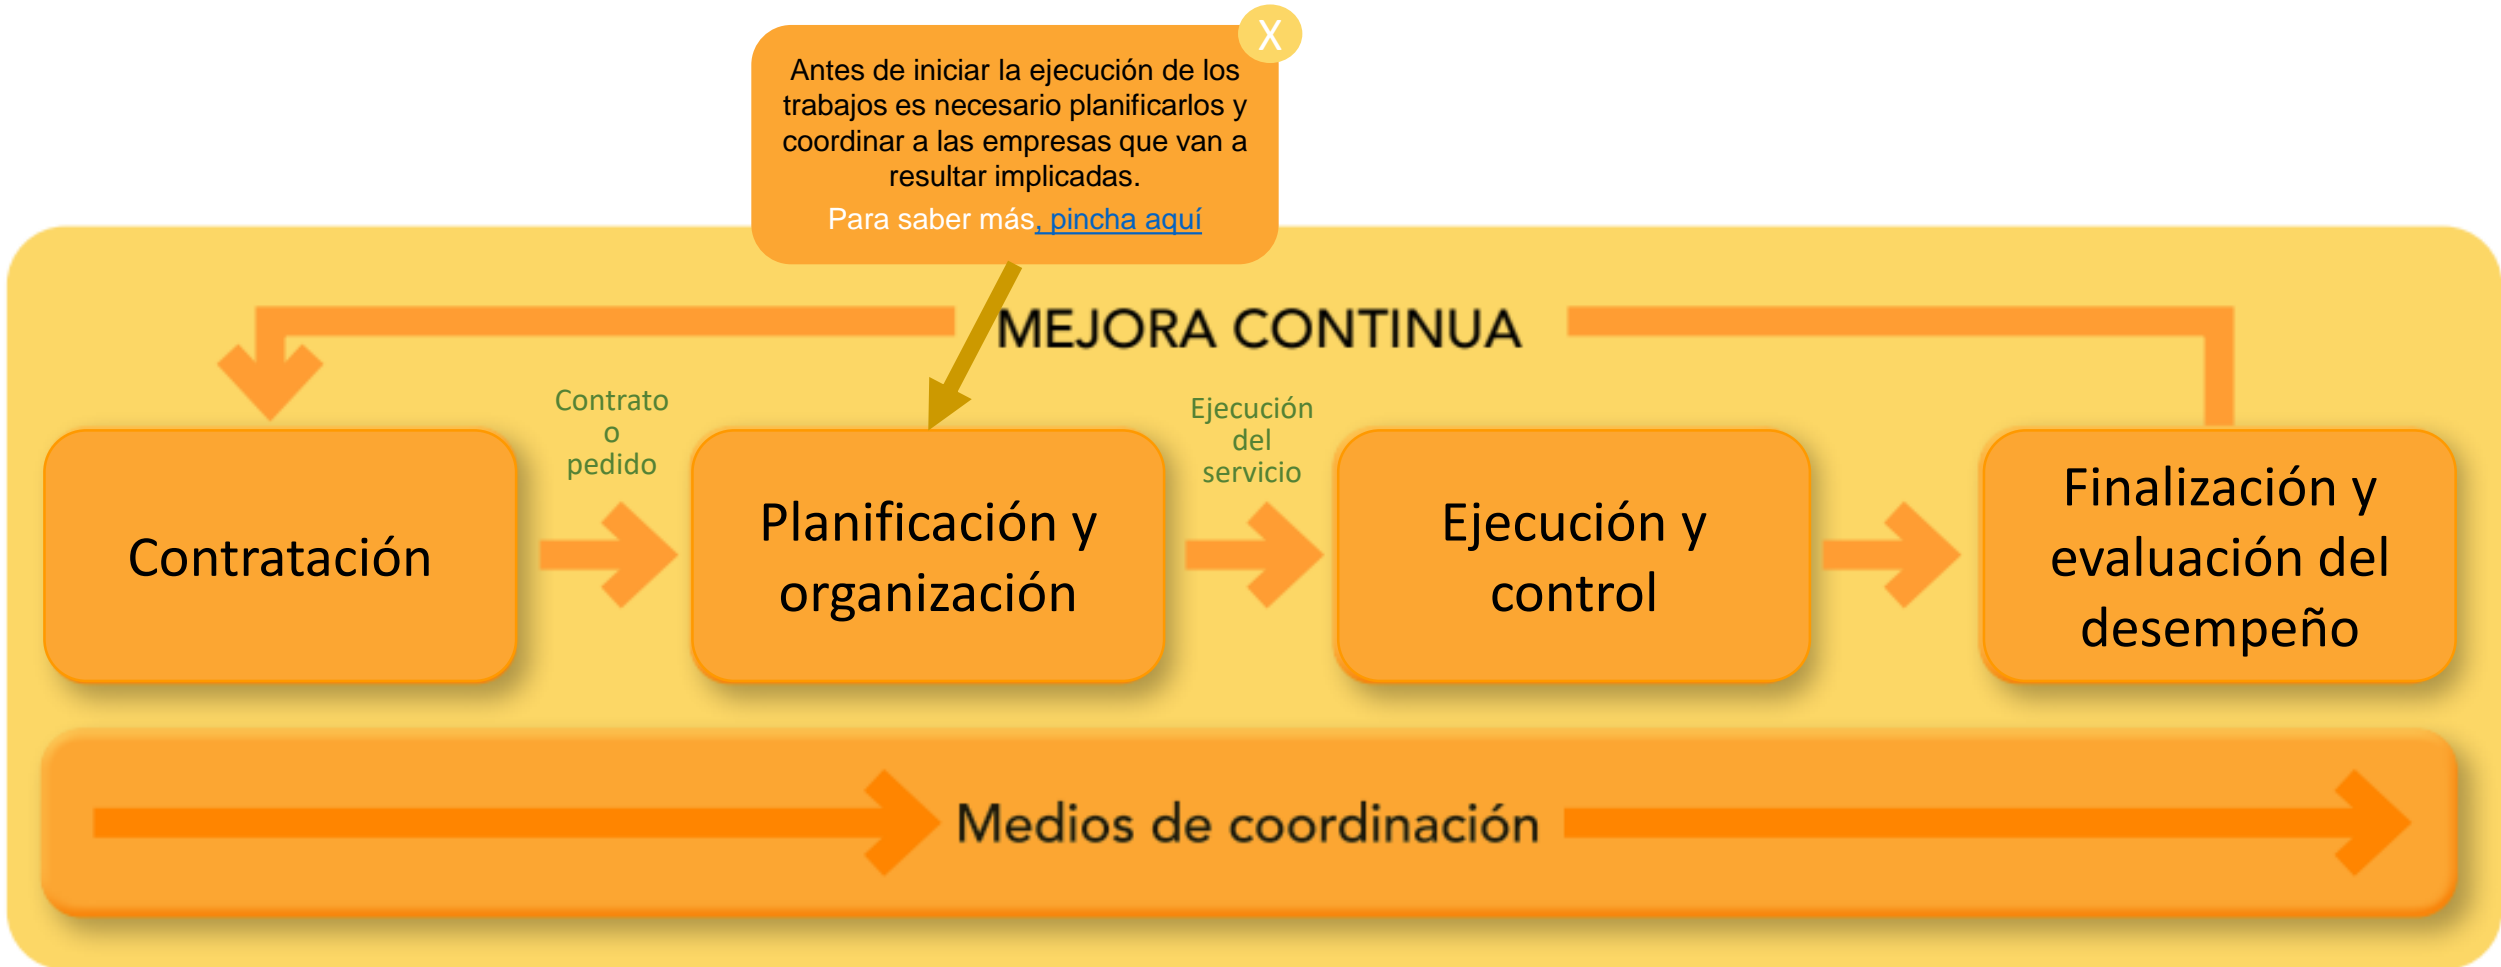 X
Antes de iniciar la ejecución de los
trabajos es necesario planificarlos y
coordinar a las empresas que van a
resultar implicadas.
Para saber más, pincha aquí
MEJORA CONTINUA
Contratación
Contrato
o
pedido
Planificación y
organización
Ejecución
del
servicio
Ejecución y
control
Finalización y
evaluación del
desempeño
Medios de coordinación